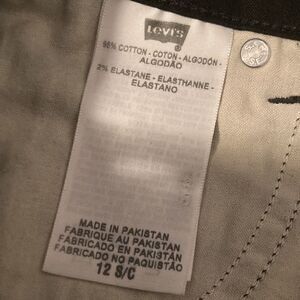 Levi's
98% COTTON - COTON - ALGODÓN -
ALGODÃO
2% ELASTANE - ELASTHANNE -
ELASTANO
MADE IN PAKISTAN
FABRIQUE AU PAKISTAN
FABRICADO EN PAKISTÁN
FABRICADO NO PAQUISTÃO
12 S/C